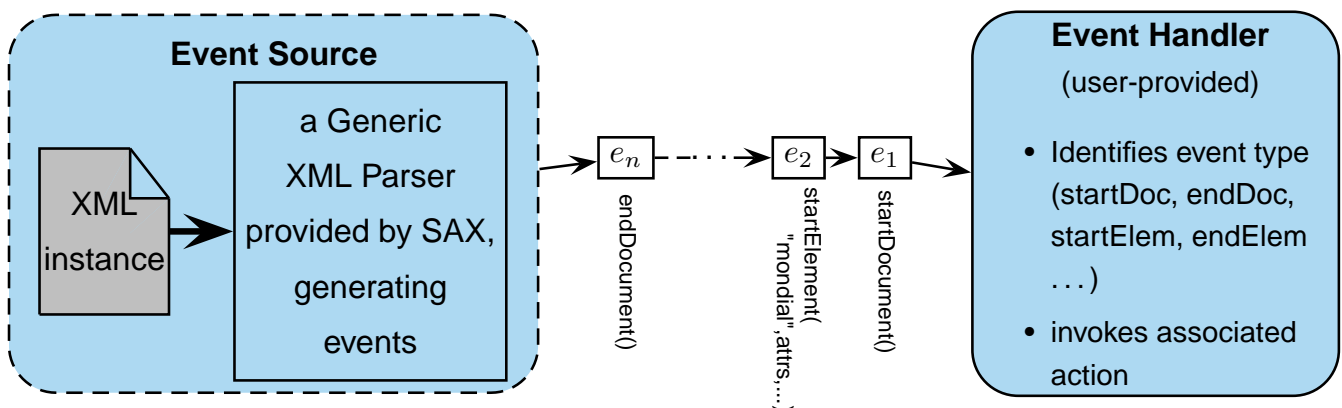 Event Source
XML
instance
a Generic
XML Parser
provided by SAX,
generating
events
e_n
· · ·
e_2
e_1
endDocument()
startElement(
"mondial",attrs,...)
startDocument()
Event Handler
(user-provided)
• Identifies event type
(startDoc, endDoc,
startElem, endElem
. . . )
• invokes associated
action